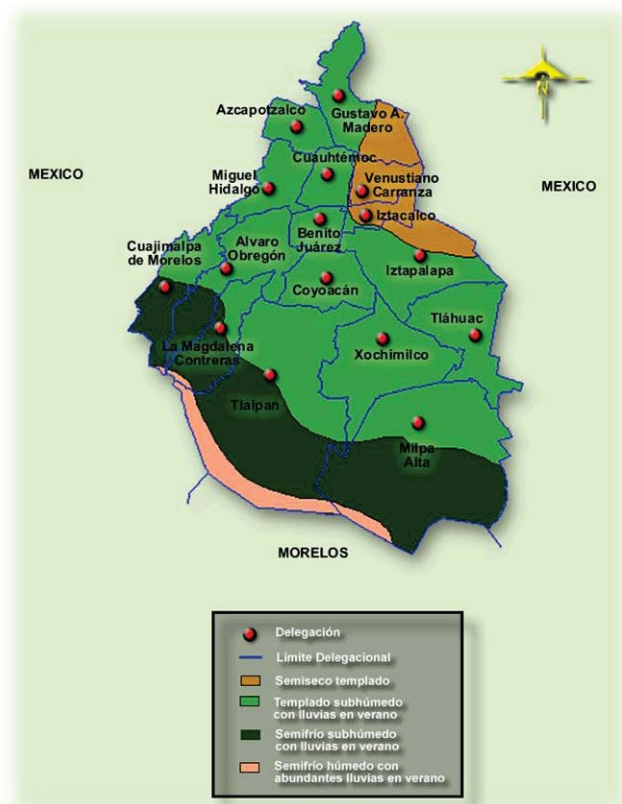 N
Azcapotzalco
Gustavo A.
Madero
Cuauhtémoc
MEXICO
Miguel
Hidalgo
Venustiano
Carranza
MEXICO
Iztacalco
Benito
Juárez
Cuajimalpa
de Morelos
Alvaro
Obregón
Iztapalapa
Coyoacán
Tláhuac
La Magdalena
Contreras
Xochimilco
Tlalpan
Milpa
Alta
MORELOS
Delegación
Límite Delegacional
Semiseco templado
Templado subhúmedo
con lluvias en verano
Semifrío subhúmedo
con lluvias en verano
Semifrío húmedo con
abundantes lluvias en verano